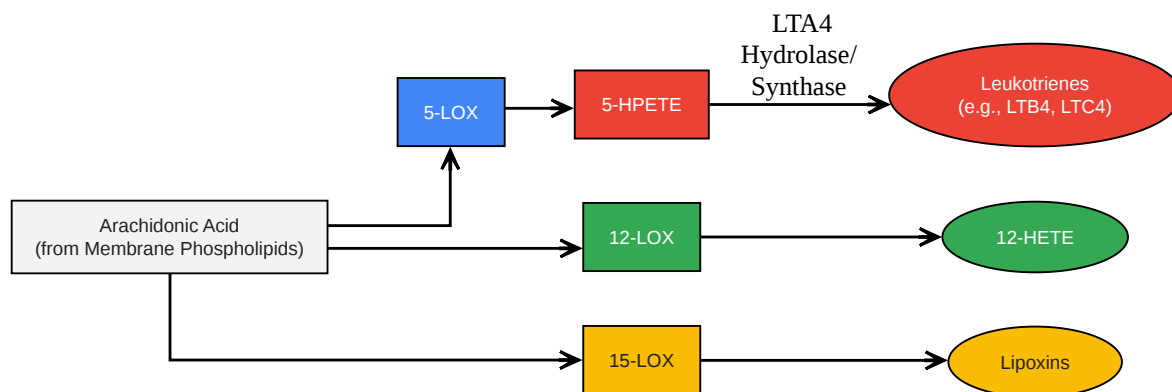 LTA4
Hydrolase/
Synthase
5-LOX
5-HPETE
Leukotrienes
(e.g., LTB4, LTC4)
Arachidonic Acid
(from Membrane Phospholipids)
12-LOX
12-HETE
15-LOX
Lipoxins